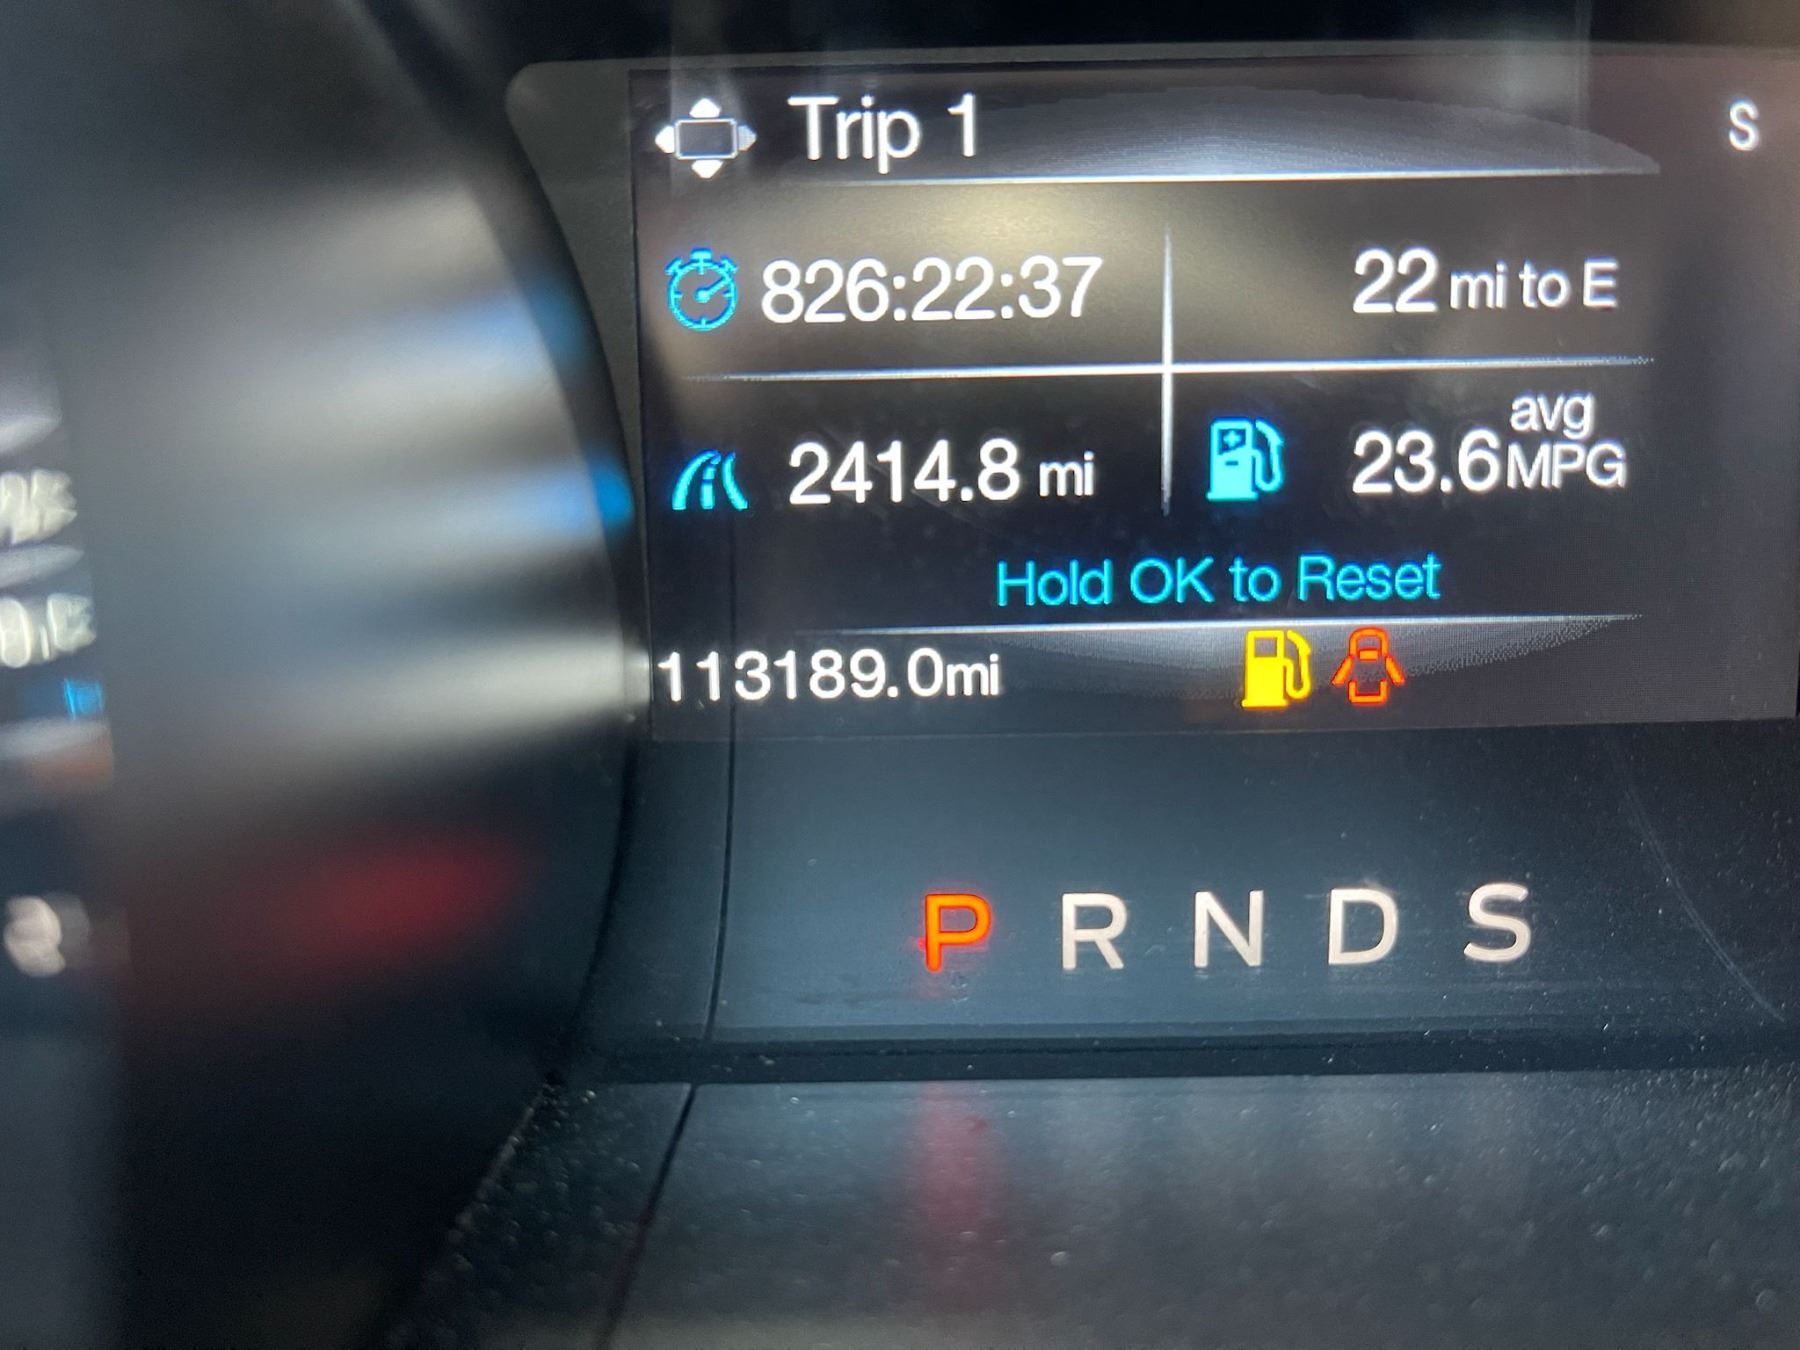 Trip 1
S
826:22:37
22 mi to E
2414.8 mi
avg
23.6 MPG
Hold OK to Reset
113189.0mi
P R N D S